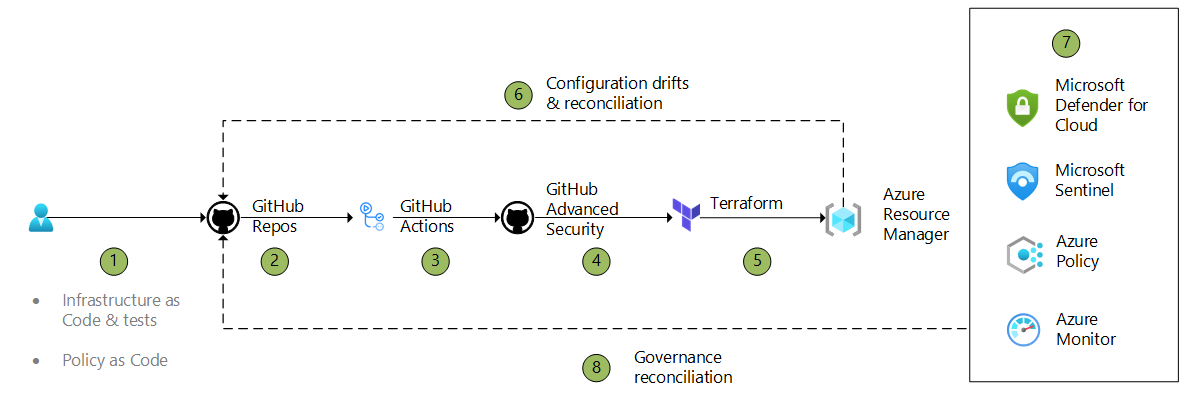 7
Microsoft
Defender for
Cloud
Microsoft
Sentinel
Azure
Policy
Azure
Monitor
6
Configuration drifts
& reconciliation
GitHub
Repos
GitHub
Actions
GitHub
Advanced
Security
Terraform
Azure
Resource
Manager
1
2
3
4
5
• Infrastructure as
Code & tests
• Policy as Code
8
Governance
reconciliation